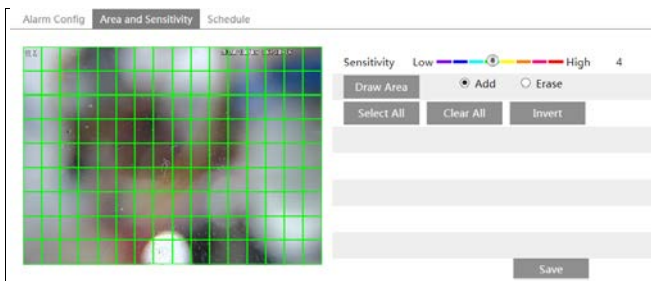 Alarm Config Area and Sensitivity Schedule
Sensitivity Low High 4
Draw Area Add Erase
Select All Clear All Invert
Save